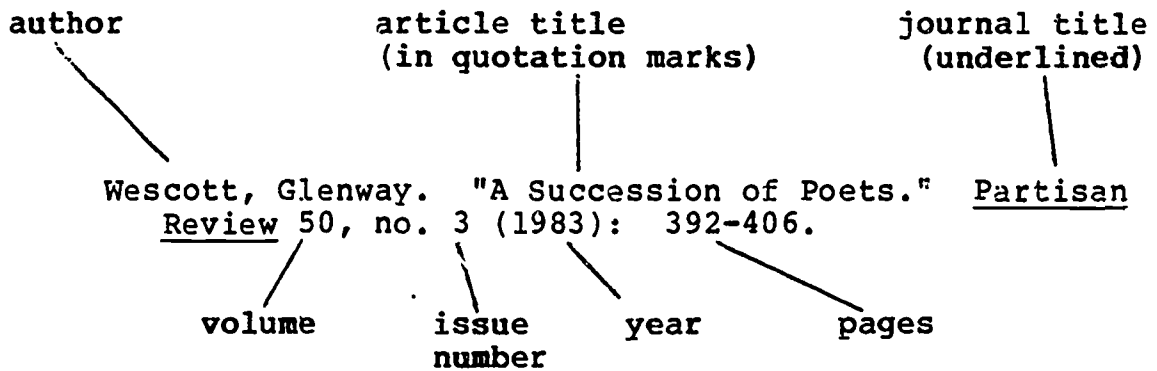 author article title journal title
(in quotation marks) (underlined)
Wescott, Glenway. "A Succession of Poets." Partisan
Review 50, no. 3 (1983): 392-406.
volume issue year pages
number